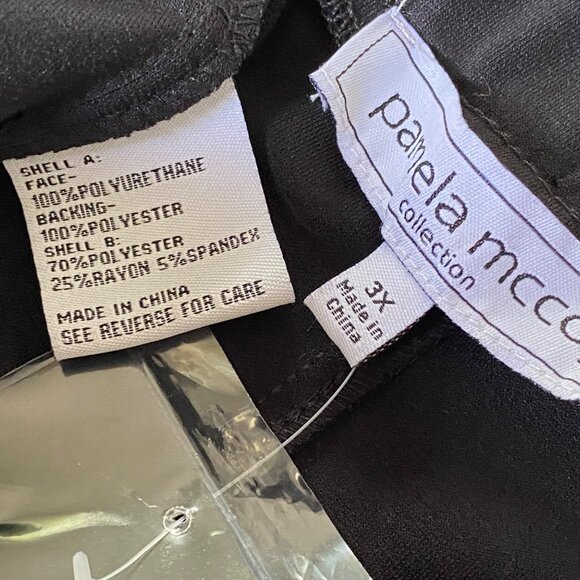 SHELL A:
FACE-
100%POLYURETHANE
BACKING-
100%POLYESTER
SHELL B:
70%POLYESTER
25%RAYON 5%SPANDEX
MADE IN CHINA
SEE REVERSE FOR CARE
pamela
collection
3X
Made in
China